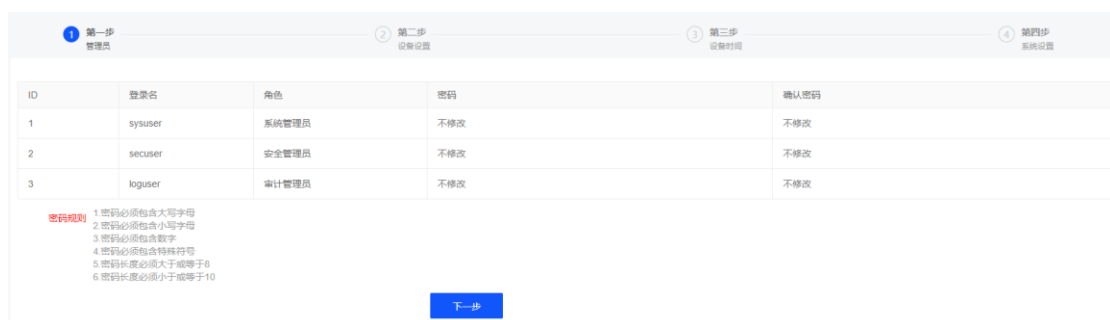 1 第一步
管理员
2 第二步
设备设置
3 第三步
设备时间
4 第四步
系统设置
ID 登录名 角色 密码 确认密码
1 sysuser 系统管理员 不修改 不修改
2 secuser 安全管理员 不修改 不修改
3 loguser 审计管理员 不修改 不修改
密码规则 1.密码必须包含大写字母
2.密码必须包含小写字母
3.密码必须包含数字
4.密码必须包含特殊符号
5.密码长度必须大于或等于8
6.密码长度必须小于或等于10
下一步